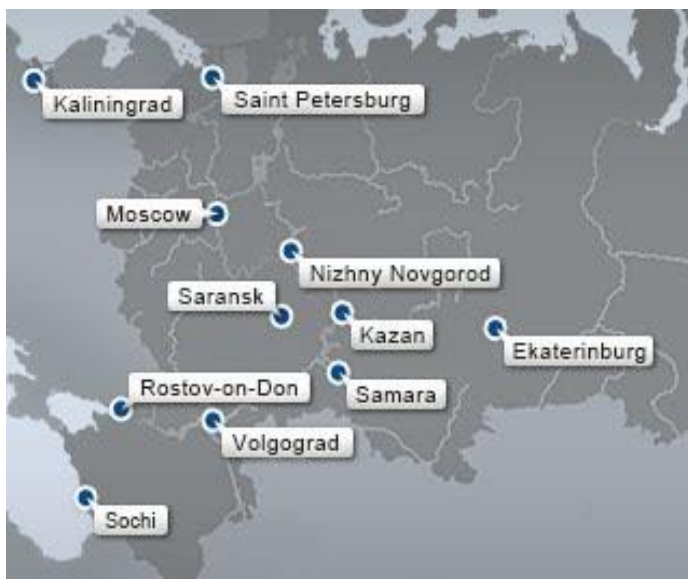 Kaliningrad
Saint Petersburg
Moscow
Nizhny Novgorod
Saransk
Kazan
Ekaterinburg
Rostov-on-Don
Samara
Volgograd
Sochi